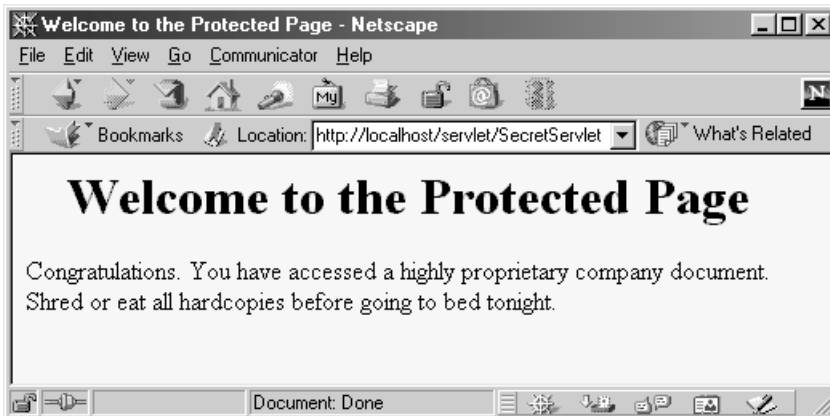 Welcome to the Protected Page - Netscape
File Edit View Go Communicator Help
My
N
Bookmarks Location: http://localhost/servlet/SecretServlet What's Related
Welcome to the Protected Page
Congratulations. You have accessed a highly proprietary company document.
Shred or eat all hardcopies before going to bed tonight.
Document: Done